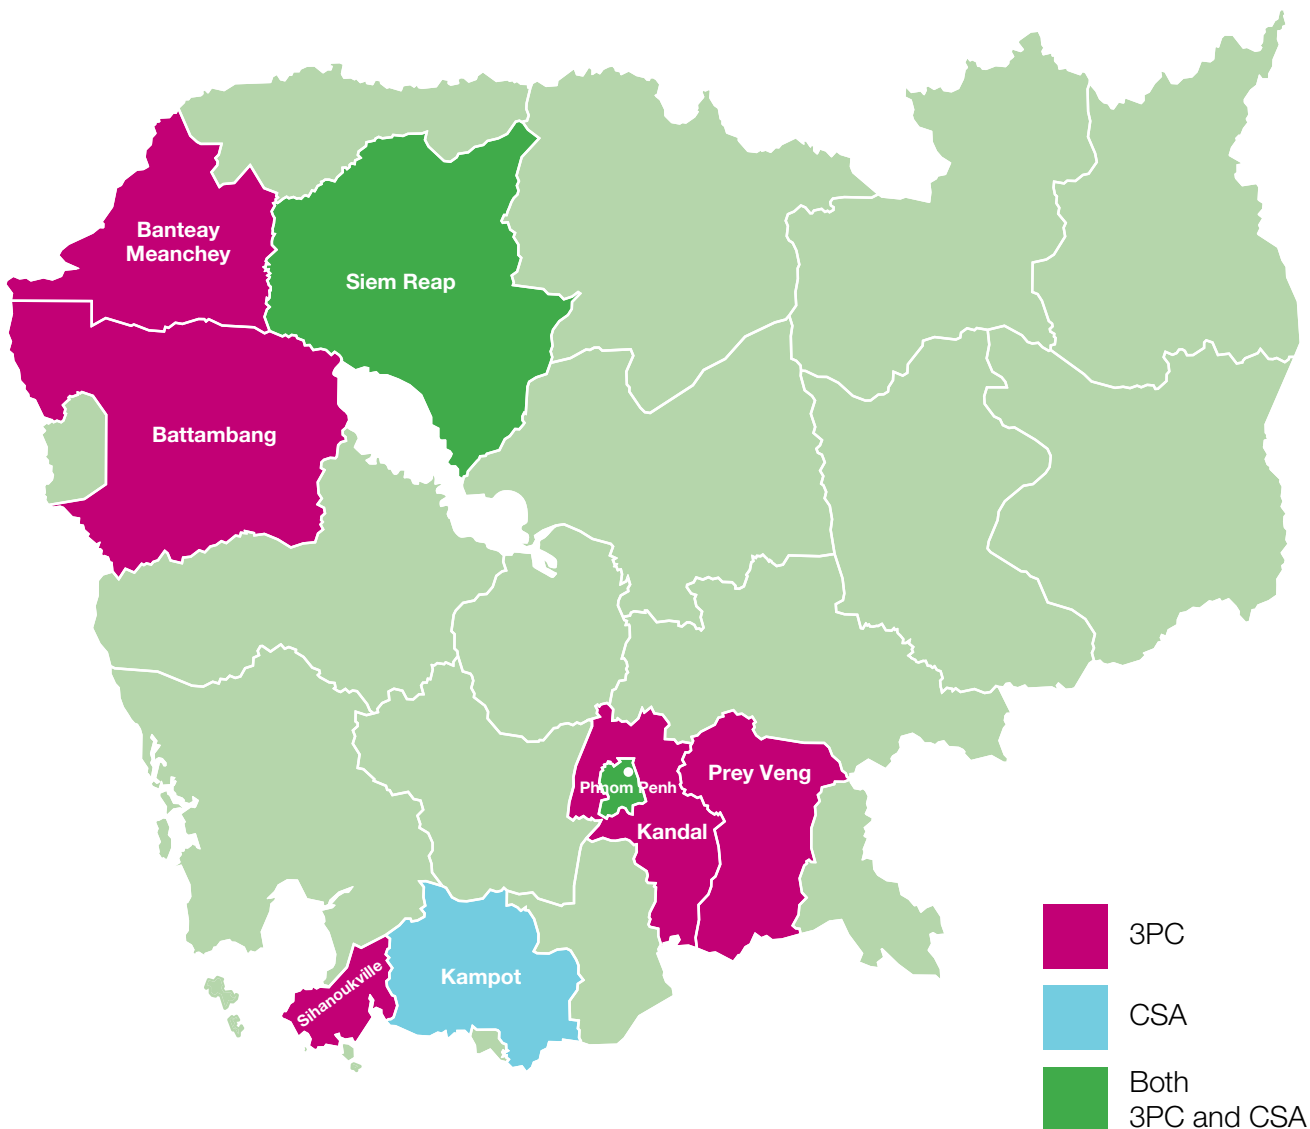 Banteay
Meanchey
Siem Reap
Battambang
Prey Veng
Phnom Penh
Kandal
Kampot
Sihanoukville
3PC
CSA
Both
3PC and CSA